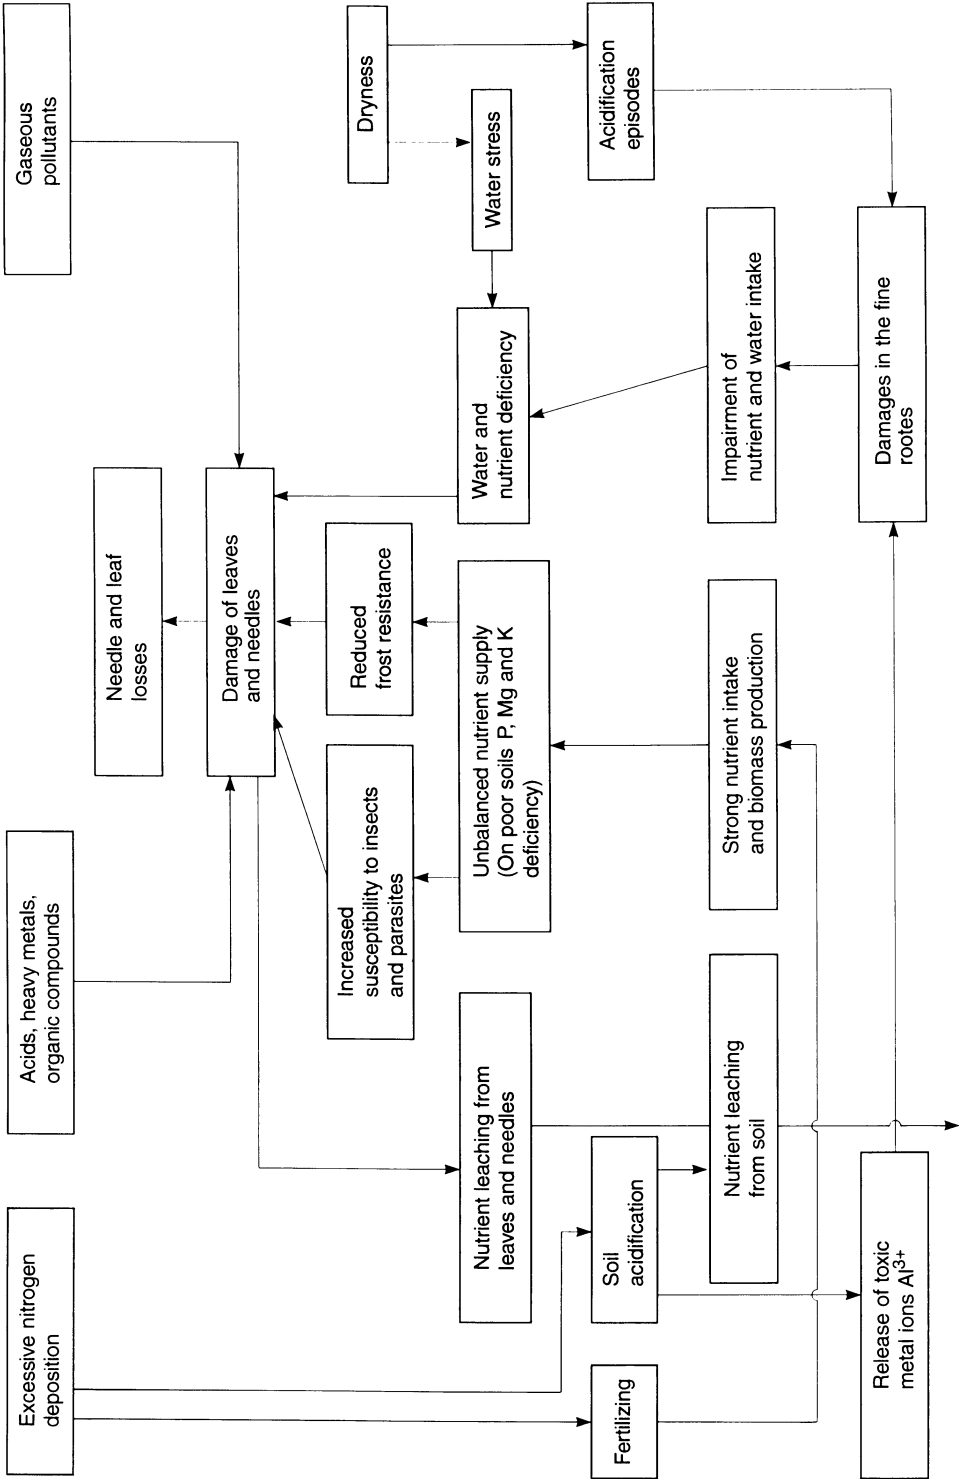 Excessive nitrogen
deposition
Acids, heavy metals,
organic compounds
Gaseous
pollutants
Needle and leaf
losses
Damage of leaves
and needles
Increased
susceptibility to insects
and parasites
Reduced
frost resistance
Dryness
Water stress
Nutrient leaching from
leaves and needles
Unbalanced nutrient supply
(On poor soils P, Mg and K
deficiency)
Water and
nutrient deficiency
Fertilizing
Soil
acidification
Acidification
episodes
Nutrient leaching
from soil
Strong nutrient intake
and biomass production
Impairment of
nutrient and water intake
Release of toxic
metal ions Al³⁺
Damages in the fine
rootes